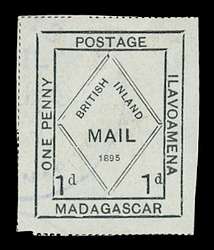 POSTAGE
ONE PENNY
ILAVOAMENA
BRITISH INLAND
MAIL
1895
1d 1d
MADAGASCAR